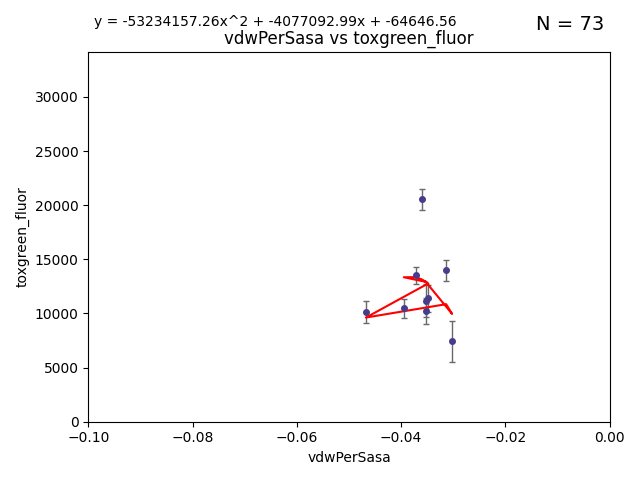 y = -53234157.26x^2 + -4077092.99x + -64646.56
N = 73
vdwPerSasa vs toxgreen_fluor
toxgreen_fluor
30000
25000
20000
15000
10000
5000
0
−0.10 −0.08 −0.06 −0.04 −0.02 0.00
vdwPerSasa